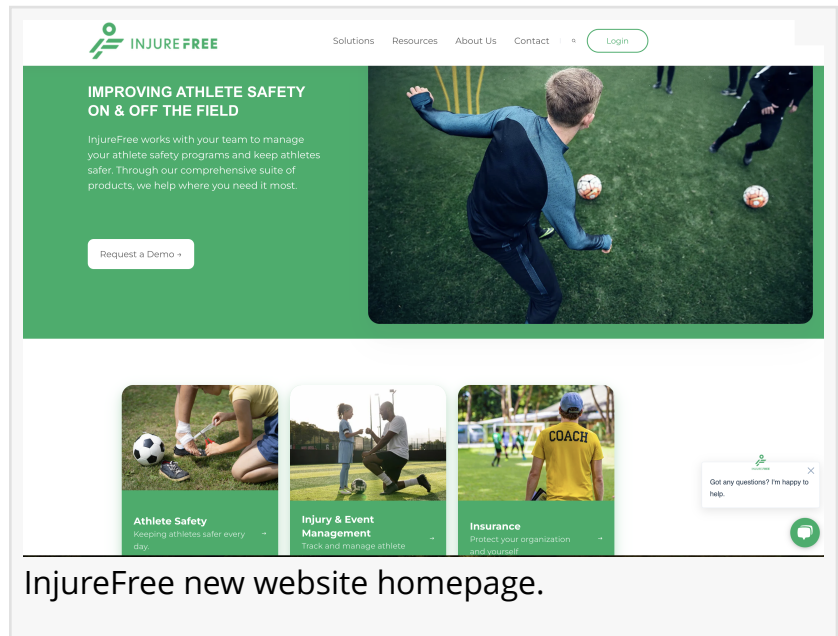 INJUREFREE
Solutions Resources About Us Contact Login
IMPROVING ATHLETE SAFETY
ON & OFF THE FIELD
InjureFree works with your team to manage
your athlete safety programs and keep athletes
safer. Through our comprehensive suite of
products, we help where you need it most.
Request a Demo →
COACH
Athlete Safety
Keeping athletes safer every
day.
→
Injury & Event
Management
Track and manage athlete
→
Insurance
Protect your organization
and yourself
→
Got any questions? I'm happy to
help.
InjureFree new website homepage.